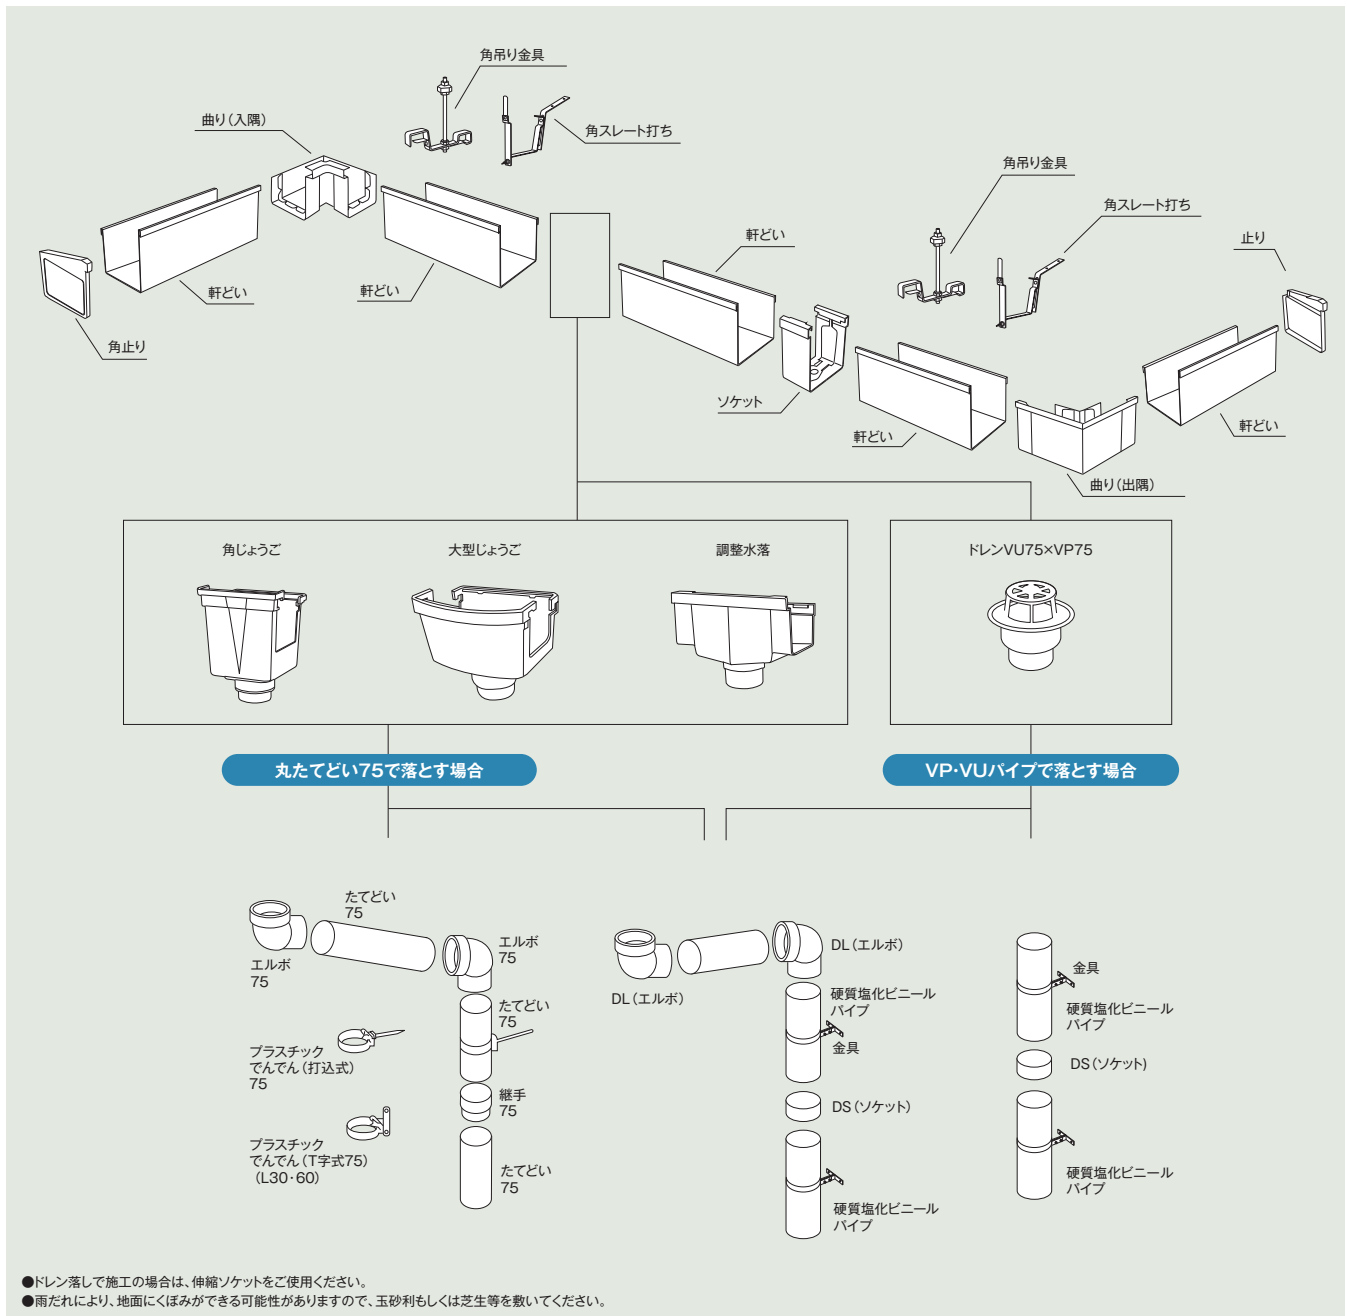 角吊り金具
曲り（入隅）
角スレート打ち
角吊り金具
角スレート打ち
軒どい
止り
軒どい
軒どい
角止り
ソケット
軒どい
軒どい
曲り（出隅）
角じょうご
大型じょうご
調整水落
ドレンVU75×VP75
丸たてどい75で落とす場合
VP・VUパイプで落とす場合
たてどい
75
エルボ
75
エルボ
75
たてどい
75
プラスチック
でんでん（打込式）
75
継手
75
プラスチック
でんでん（T字式75）
（L30・60）
たてどい
75
DL（エルボ）
DL（エルボ）
硬質塩化ビニール
パイプ
金具
DS（ソケット）
硬質塩化ビニール
パイプ
金具
硬質塩化ビニール
パイプ
DS（ソケット）
硬質塩化ビニール
パイプ
●ドレン落しで施工の場合は、伸縮ソケットをご使用ください。
●雨だれにより、地面にくぼみができる可能性がありますので、玉砂利もしくは芝生等を敷いてください。